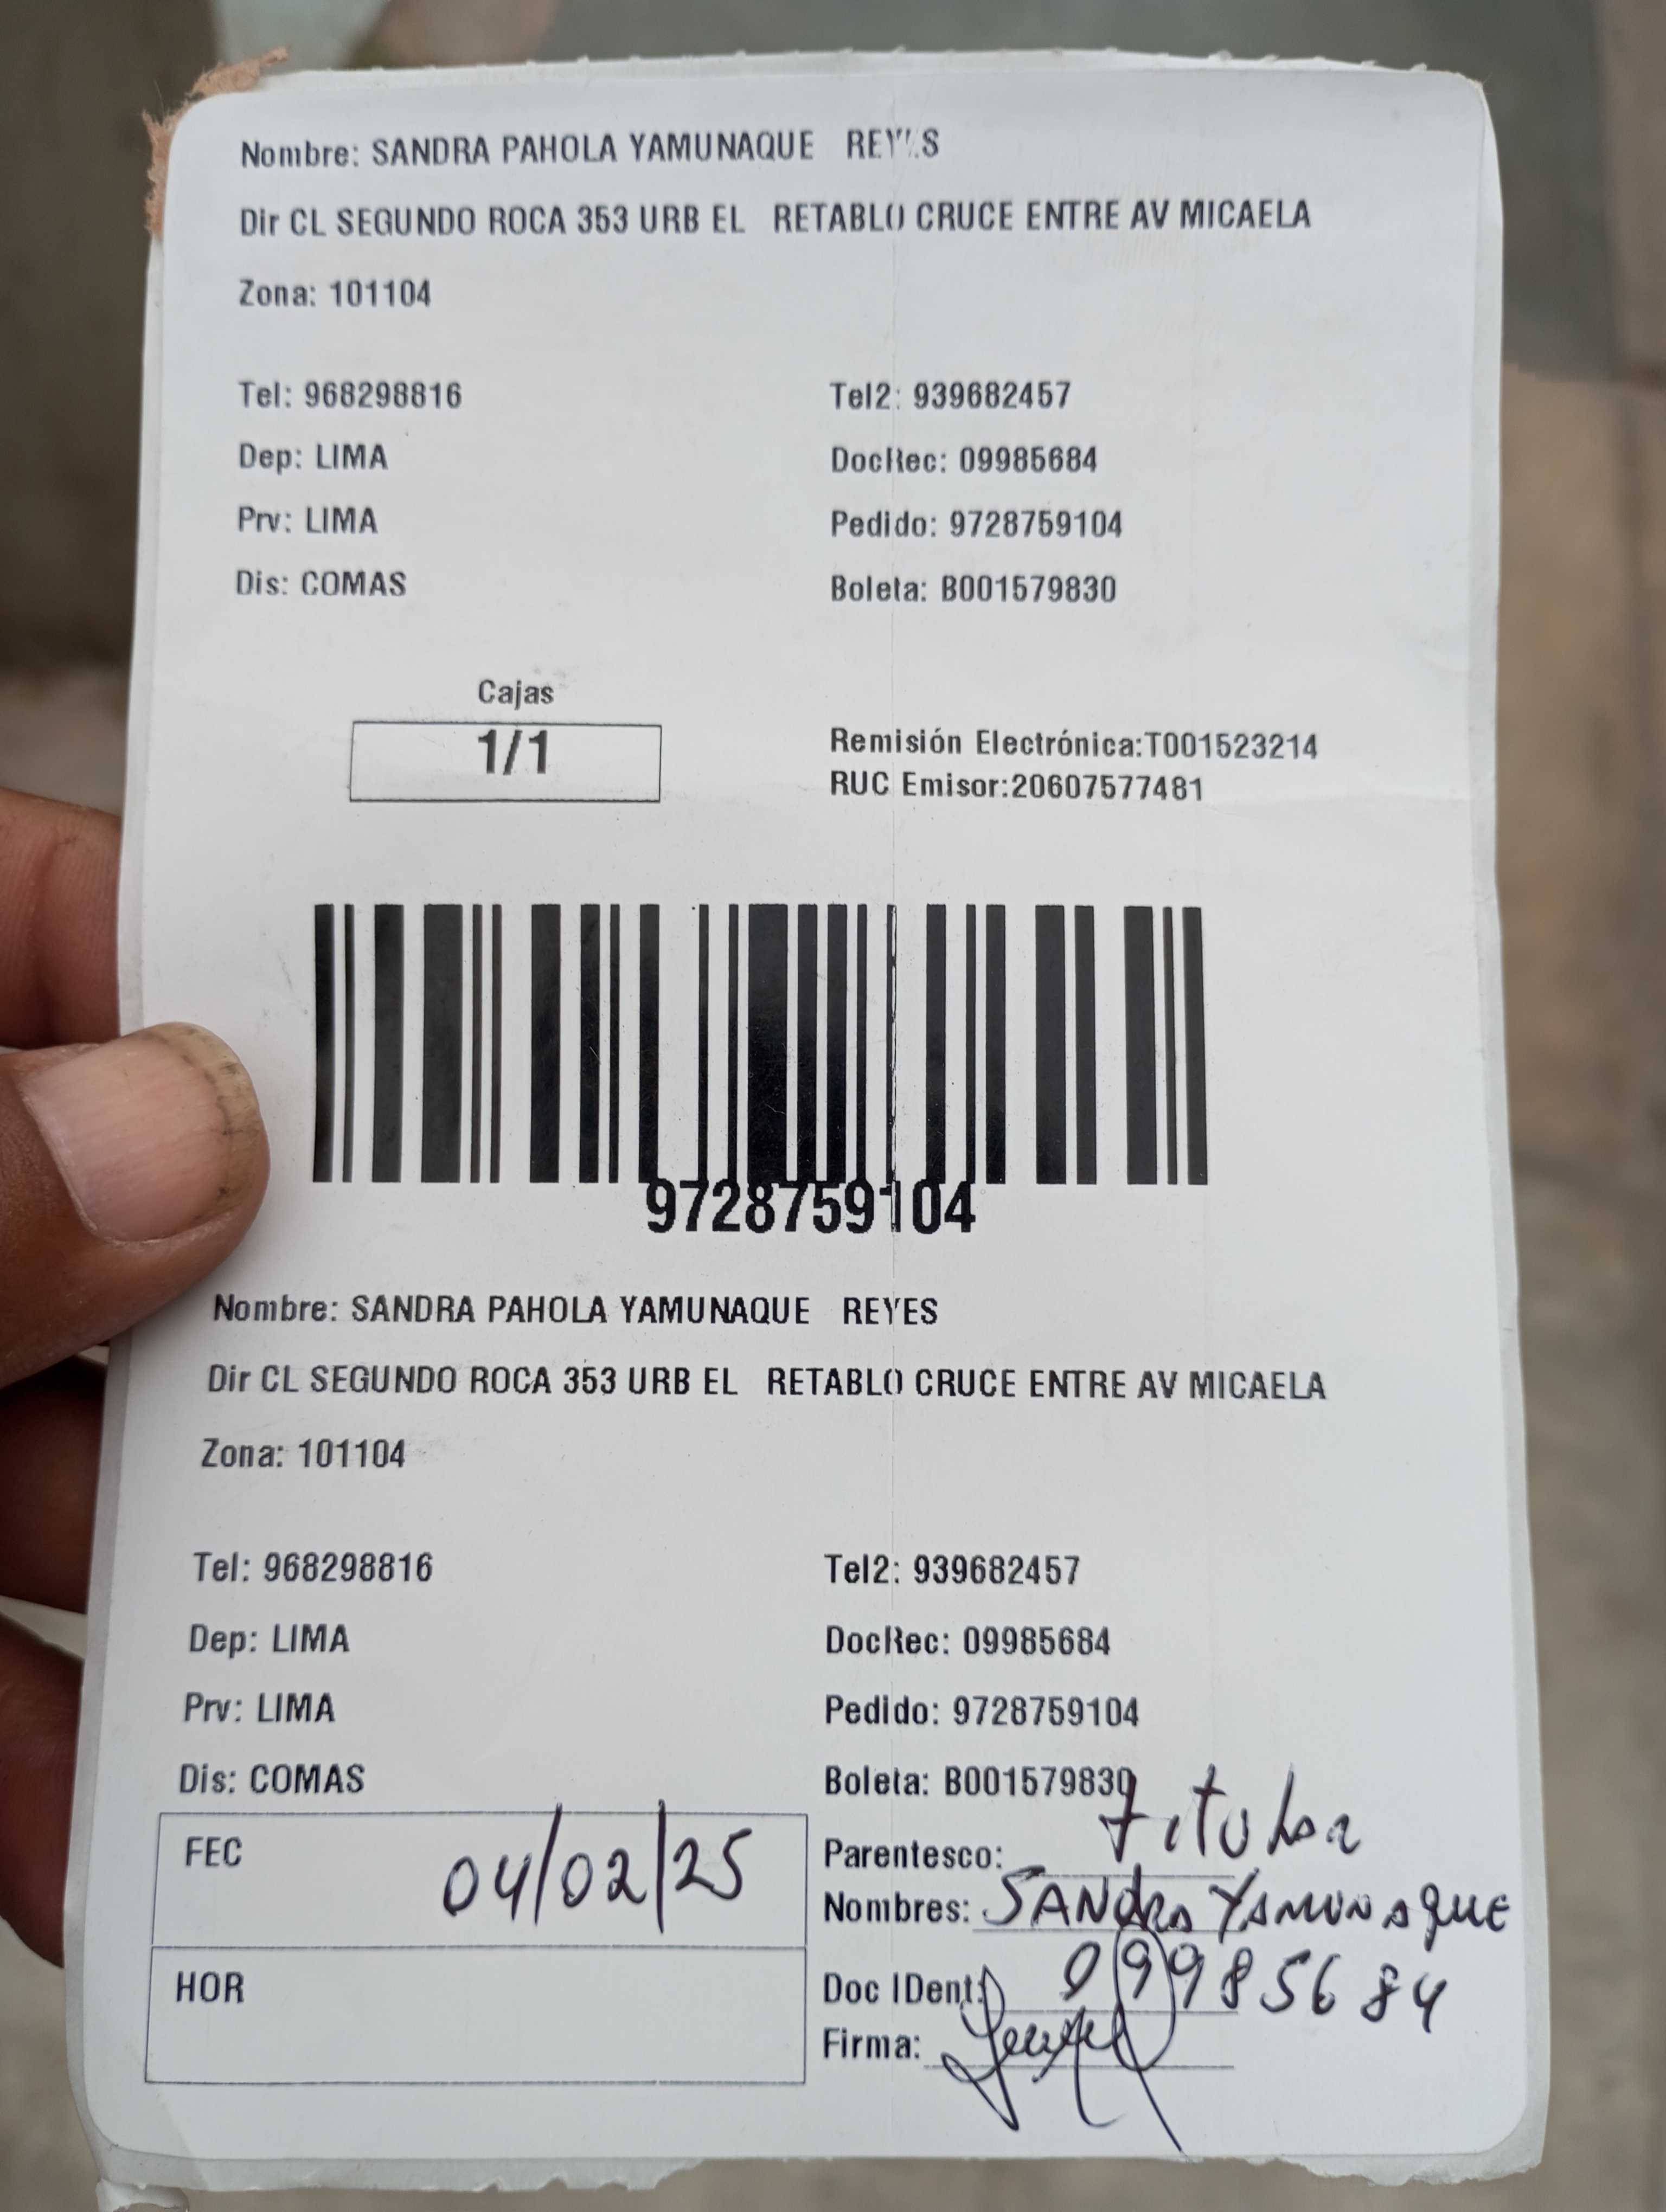 Nombre: SANDRA PAHOLA YAMUNAQUE REYES
Dir CL SEGUNDO ROCA 353 URB EL RETABLO CRUCE ENTRE AV MICAELA
Zona: 101104
Tel: 968298816 Tel2: 939682457
Dep: LIMA DocRec: 09985684
Prv: LIMA Pedido: 9728759104
Dis: COMAS Boleta: B001579830
Cajas
1/1
Remisión Electrónica:T001523214
RUC Emisor:20607577481
9728759104
Nombre: SANDRA PAHOLA YAMUNAQUE REYES
Dir CL SEGUNDO ROCA 353 URB EL RETABLO CRUCE ENTRE AV MICAELA
Zona: 101104
Tel: 968298816 Tel2: 939682457
Dep: LIMA DocRec: 09985684
Prv: LIMA Pedido: 9728759104
Dis: COMAS Boleta: B001579830
FEC 04/02/25
Parentesco: titular
Nombres: SANdRA YAMUNAQUE
HOR
Doc IDent: 09985684
Firma: